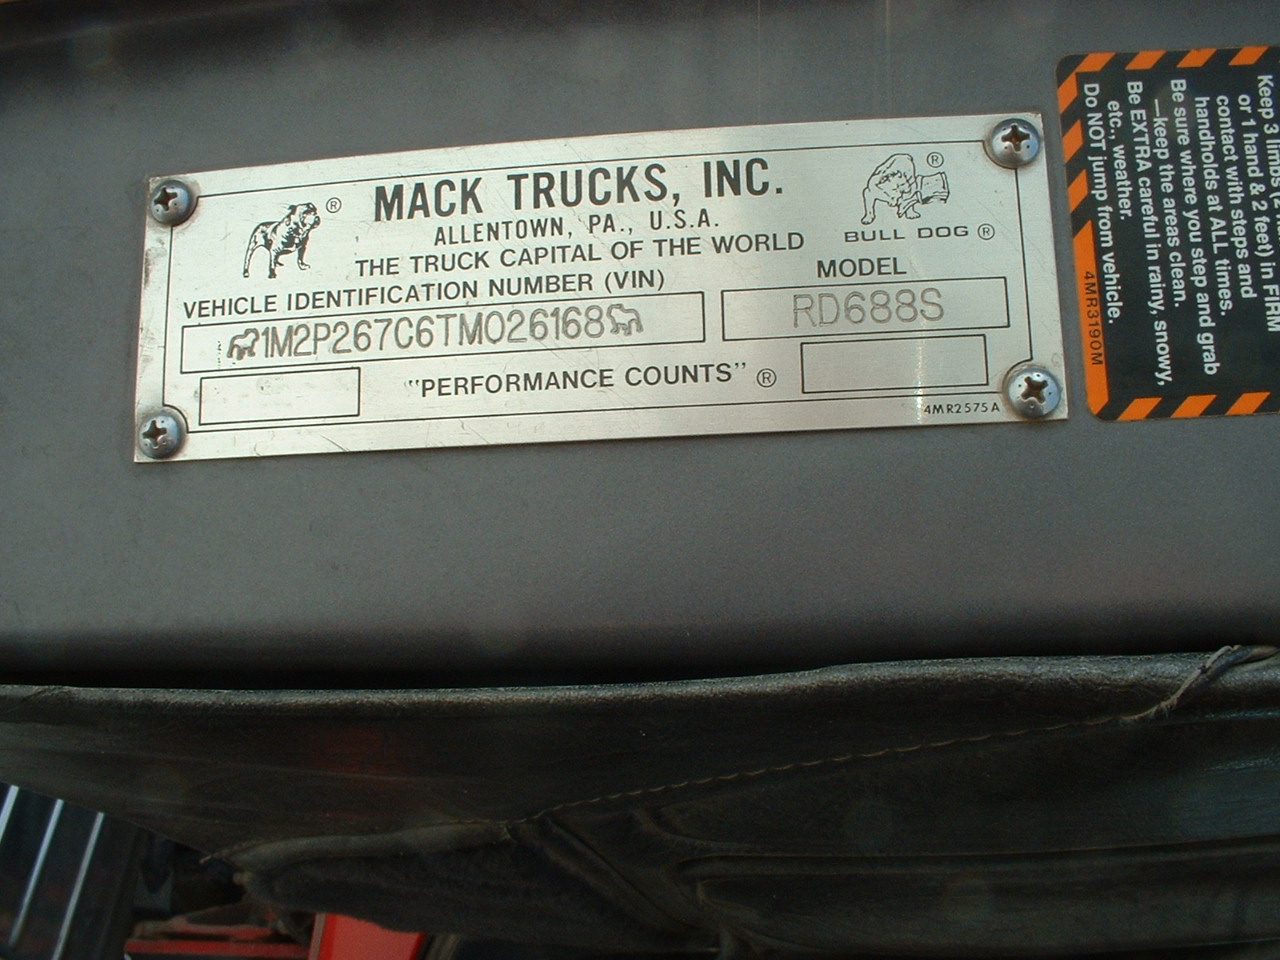 MACK TRUCKS, INC.
ALLENTOWN, PA., U.S.A.
THE TRUCK CAPITAL OF THE WORLD
®
®
BULL DOG ®
VEHICLE IDENTIFICATION NUMBER (VIN)
MODEL
1M2P267C6TM026168
RD688S
"PERFORMANCE COUNTS" ®
4MR2575A
Keep 3 limbs
or 1 hand & 2 feet) in FIRM
contact with steps and
handholds at ALL times.
Be sure where you step and grab
—keep the areas clean.
Be EXTRA careful in rainy, snowy,
etc., weather.
Do NOT jump from vehicle.
4MR3190M